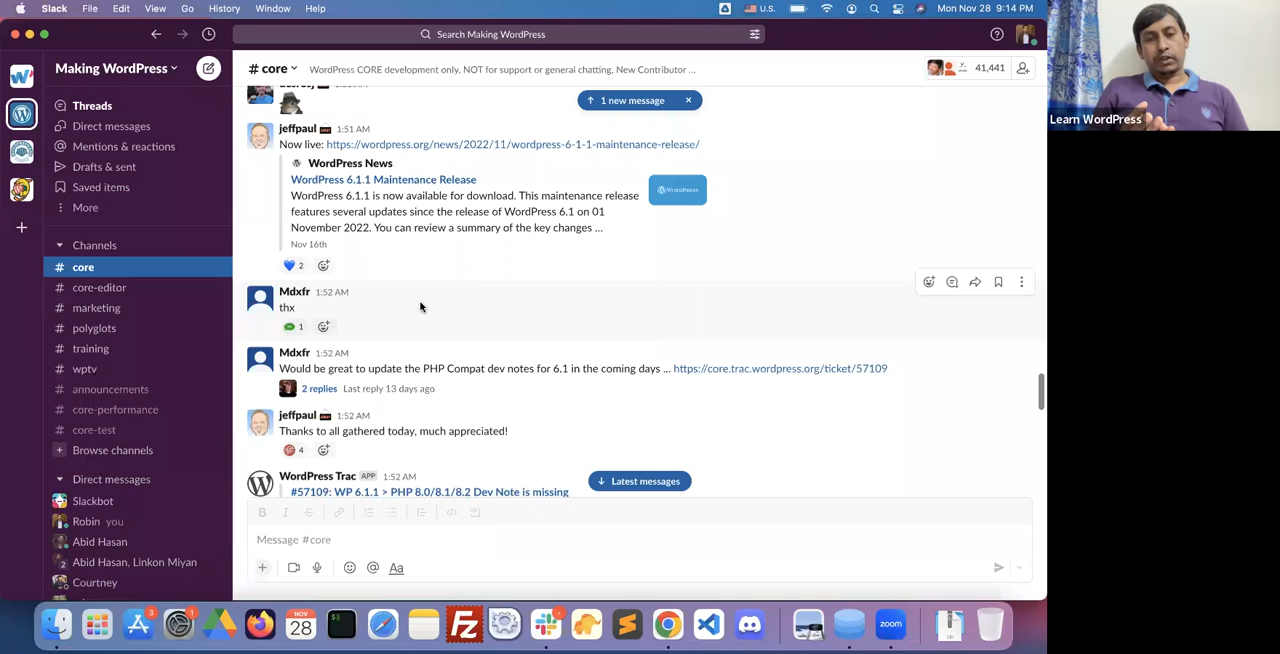 Slack File Edit View Go History Window Help U.S. Mon Nov 28 9:14 PM
Search Making WordPress
Making WordPress
# core WordPress CORE development only. NOT for support or general chatting. New Contributor ... 41,441
Threads
Direct messages
Mentions & reactions
Drafts & sent
Saved items
More
Channels
# core
# core-editor
# marketing
# polyglots
# training
# wptv
# announcements
# core-performance
# core-test
+ Browse channels
Direct messages
Slackbot
Robin you
Abid Hasan
2 Abid Hasan, Linkon Miyan
Courtney
1 new message
jeffpaul 1:51 AM
Now live: https://wordpress.org/news/2022/11/wordpress-6-1-1-maintenance-release/
WordPress News
WordPress 6.1.1 Maintenance Release
WordPress 6.1.1 is now available for download. This maintenance release
features several updates since the release of WordPress 6.1 on 01
November 2022. You can review a summary of the key changes ...
Nov 16th
WORDPRESS
2
Mdxfr 1:52 AM
thx
1
Mdxfr 1:52 AM
Would be great to update the PHP Compat dev notes for 6.1 in the coming days ... https://core.trac.wordpress.org/ticket/57109
2 replies Last reply 13 days ago
jeffpaul 1:52 AM
Thanks to all gathered today, much appreciated!
4
WordPress Trac APP 1:52 AM
#57109: WP 6.1.1 > PHP 8.0/8.1/8.2 Dev Note is missing
Latest messages
Message #core
Aa
3 1 NOV 28 Fz zoom
Learn WordPress